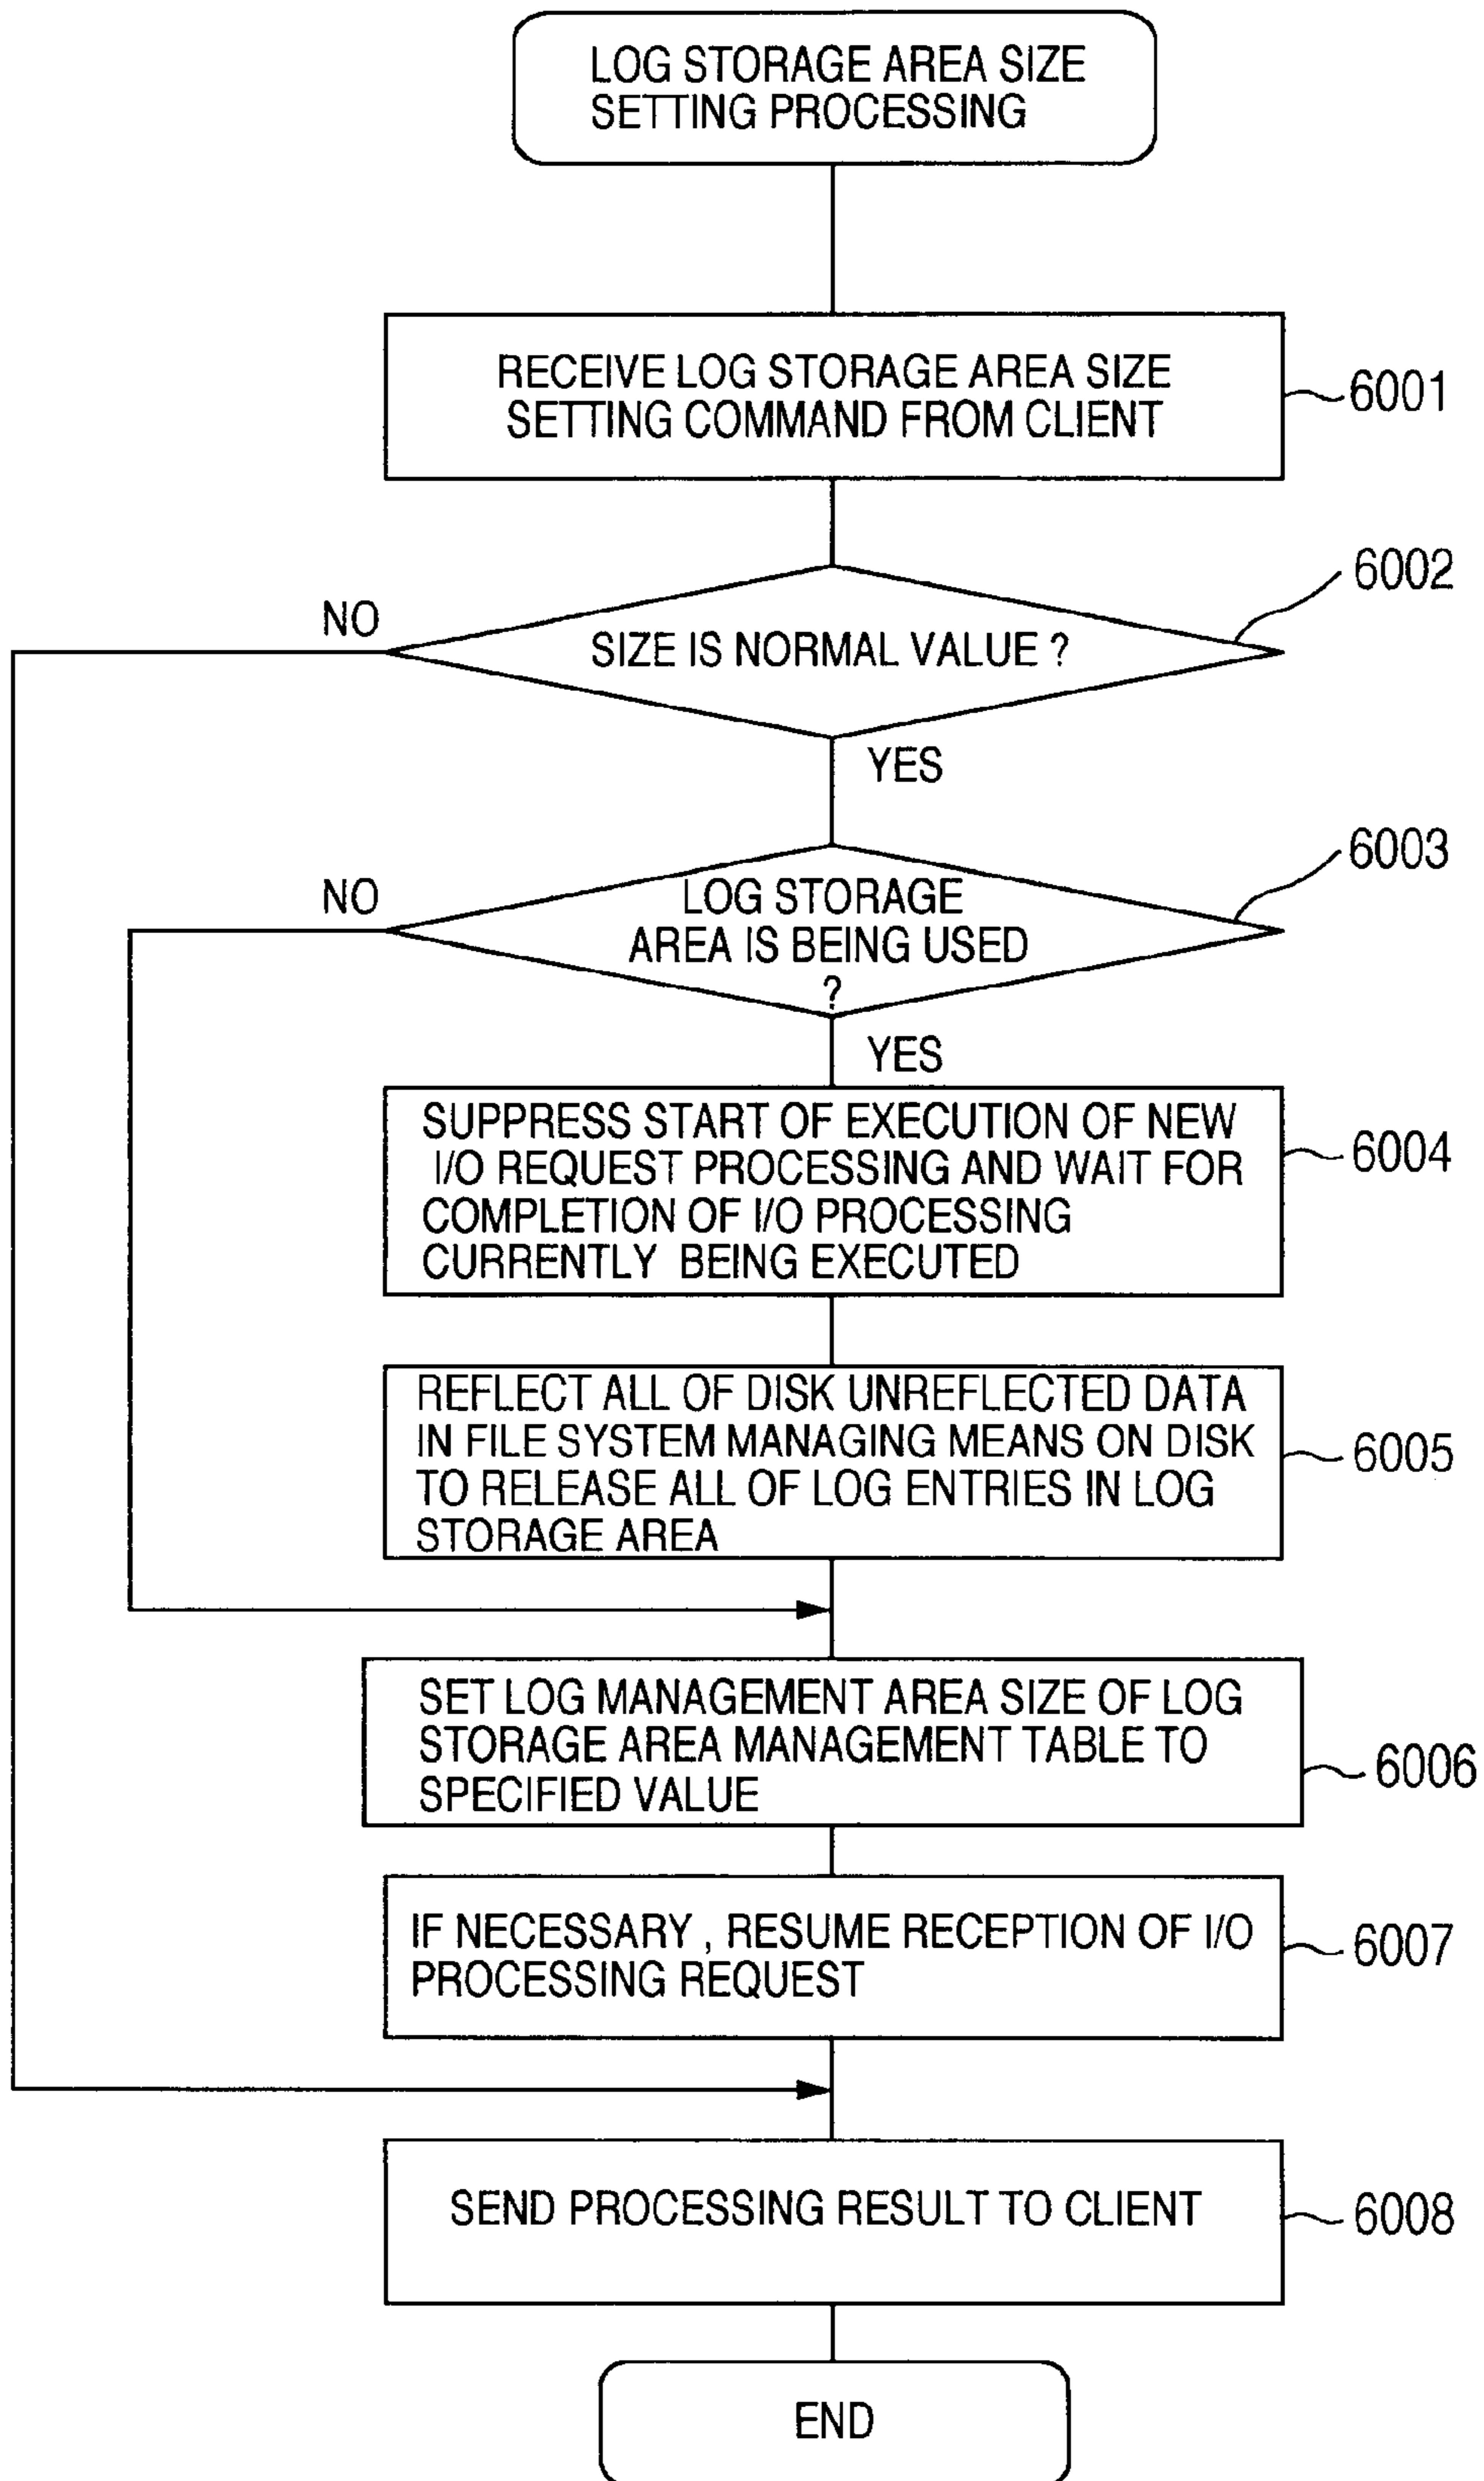 LOG STORAGE AREA SIZE
SETTING PROCESSING
RECEIVE LOG STORAGE AREA SIZE
SETTING COMMAND FROM CLIENT
6001
6002
NO
SIZE IS NORMAL VALUE ?
YES
6003
NO
LOG STORAGE
AREA IS BEING USED
?
YES
SUPPRESS START OF EXECUTION OF NEW
I/O REQUEST PROCESSING AND WAIT FOR
COMPLETION OF I/O PROCESSING
CURRENTLY BEING EXECUTED
6004
REFLECT ALL OF DISK UNREFLECTED DATA
IN FILE SYSTEM MANAGING MEANS ON DISK
TO RELEASE ALL OF LOG ENTRIES IN LOG
STORAGE AREA
6005
SET LOG MANAGEMENT AREA SIZE OF LOG
STORAGE AREA MANAGEMENT TABLE TO
SPECIFIED VALUE
6006
IF NECESSARY , RESUME RECEPTION OF I/O
PROCESSING REQUEST
6007
SEND PROCESSING RESULT TO CLIENT
6008
END